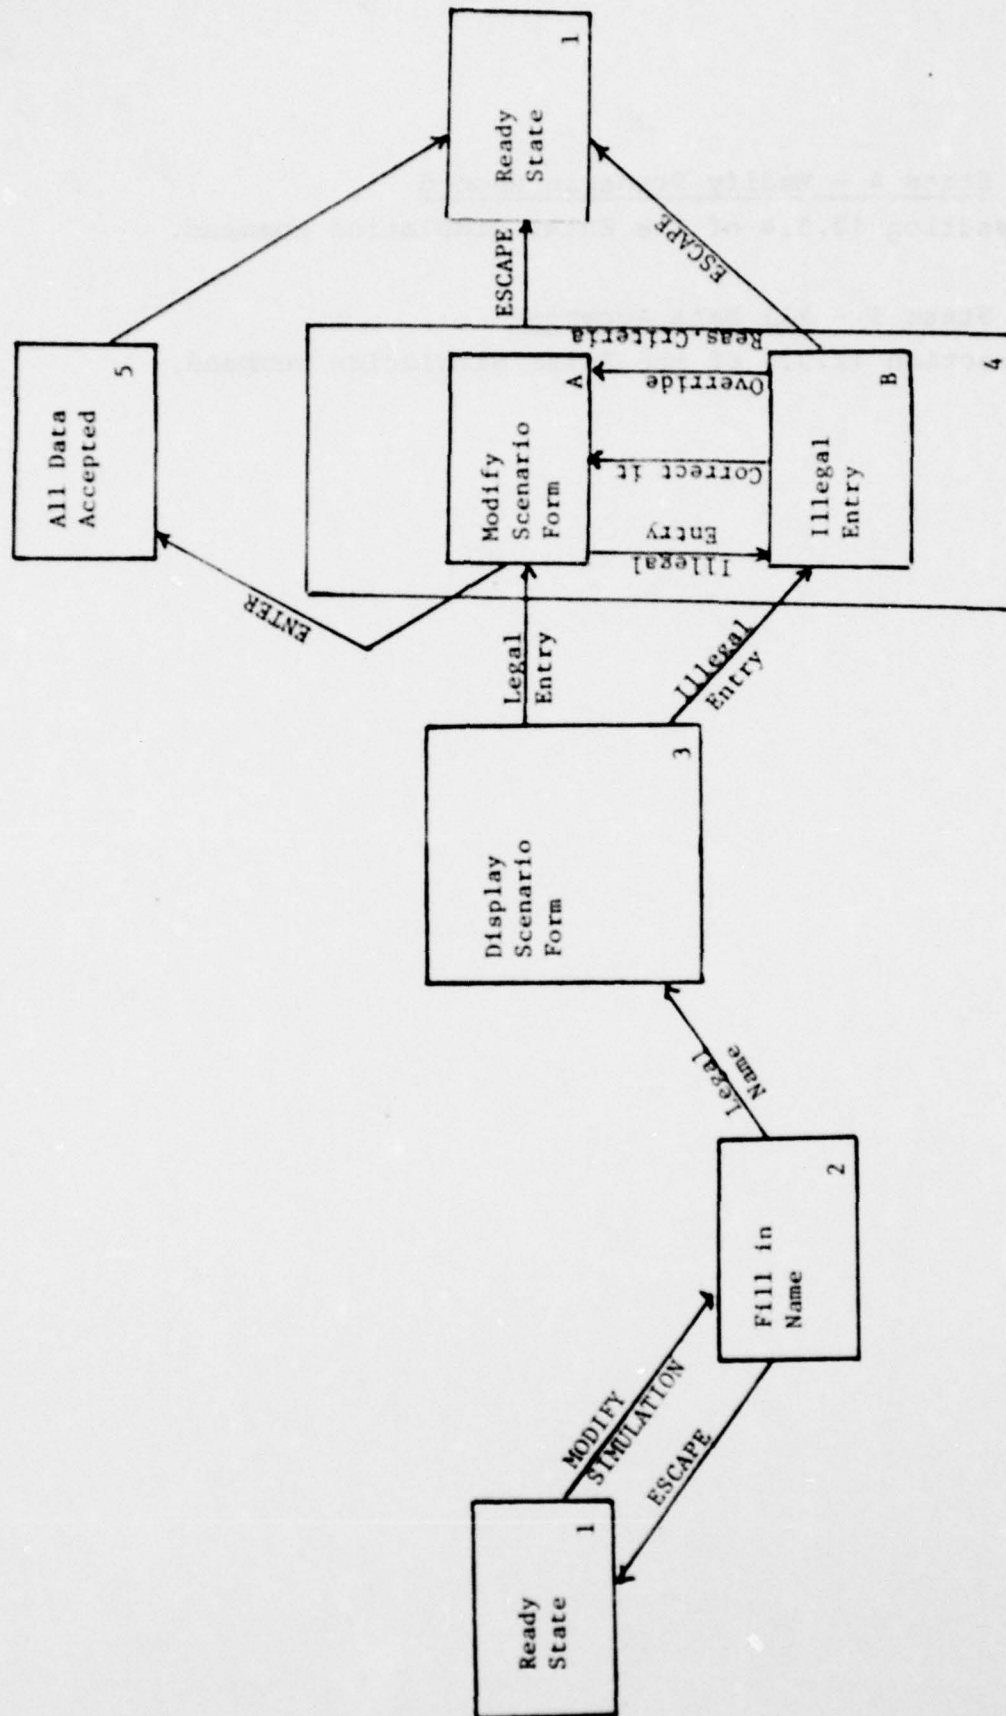 Ready
State
1
MODIFY
SIMULATION
ESCAPE
Fill in
Name
2
Legal
Name
Display
Scenario
Form
3
Legal
Entry
Illegal
Entry
ENTER
All Data
Accepted
5
Modify
Scenario
Form
A
Illegal
Entry
Correct it
Override
Reas.Criteria
Illegal
Entry
B
4
ESCAPE
ESCAPE
Ready
State
1